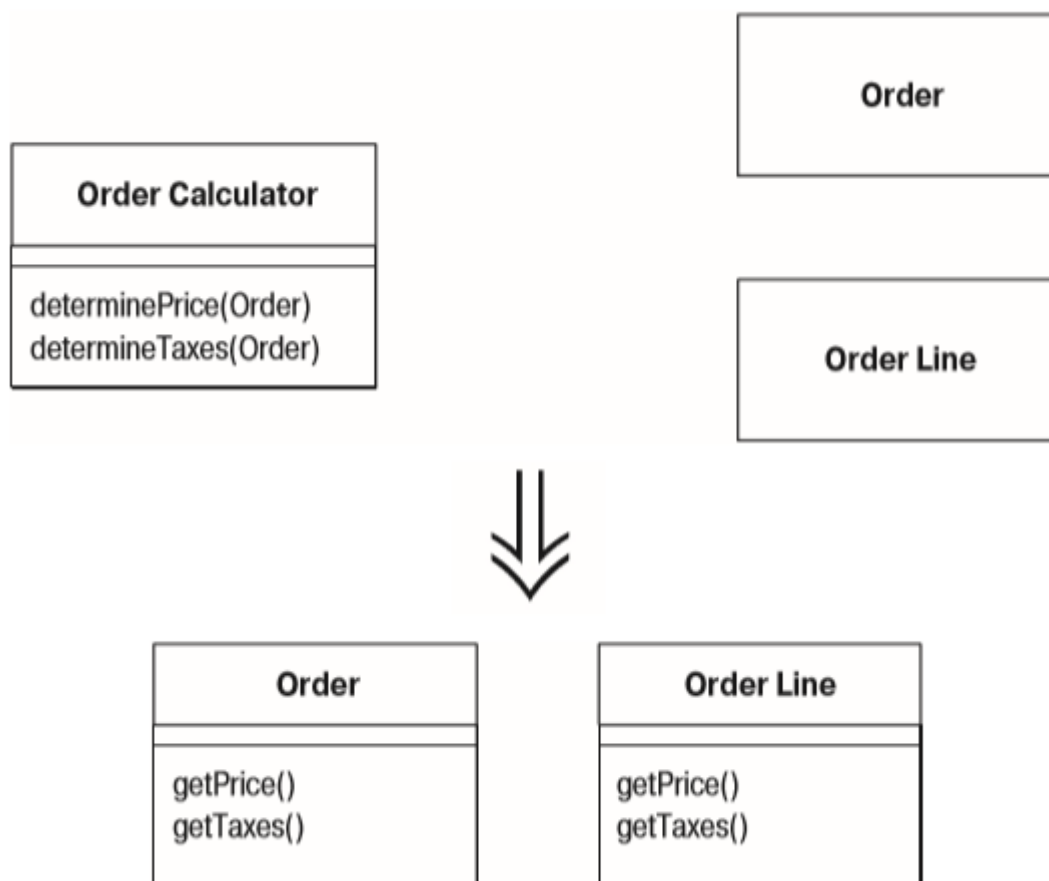 Order
Order Calculator
determinePrice(Order)
determineTaxes(Order)
Order Line
Order
getPrice()
getTaxes()
Order Line
getPrice()
getTaxes()